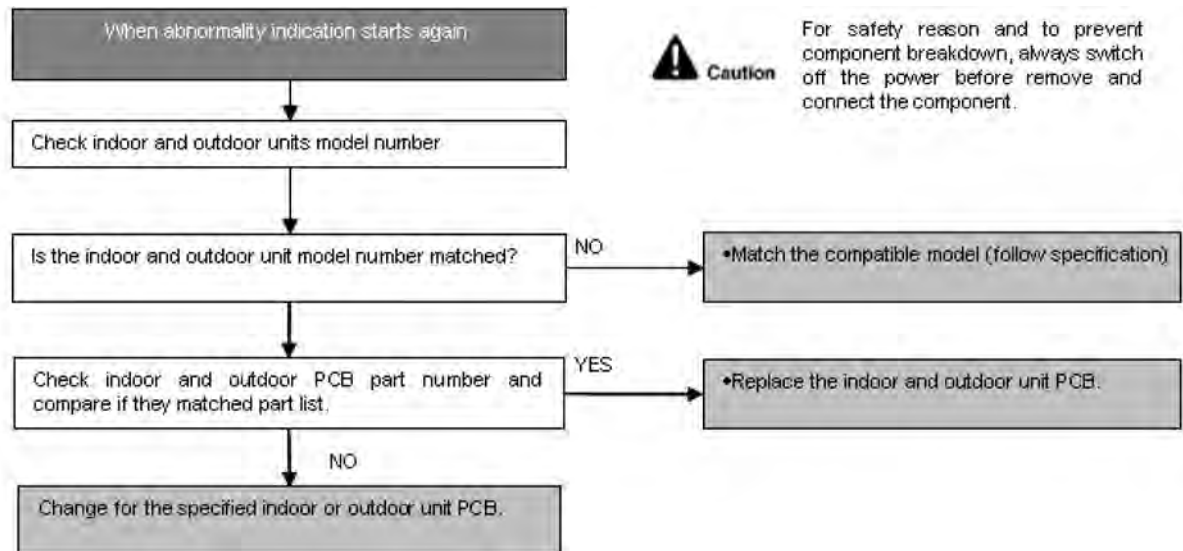 When abnormality indication starts again
For safety reason and to prevent
component breakdown, always switch
off the power before remove and
connect the component.
Caution
Check indoor and outdoor units model number
Is the indoor and outdoor unit model number matched?
NO
•Match the compatible model (follow specification)
Check indoor and outdoor PCB part number and
compare if they matched part list.
YES
•Replace the indoor and outdoor unit PCB.
NO
Change for the specified indoor or outdoor unit PCB.